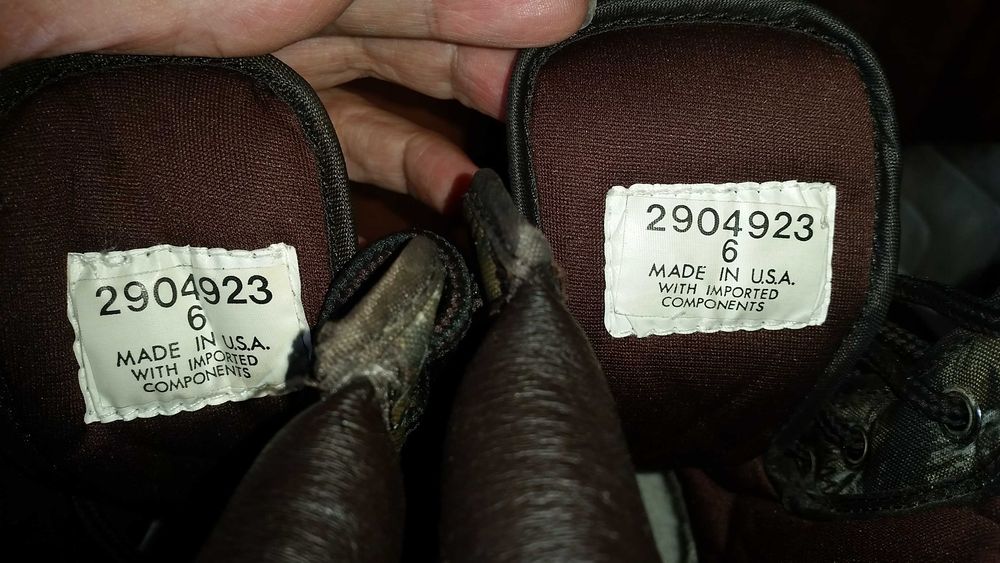 2904923
6
MADE IN U.S.A.
WITH IMPORTED
COMPONENTS
2904923
6
MADE IN U.S.A.
WITH IMPORTED
COMPONENTS